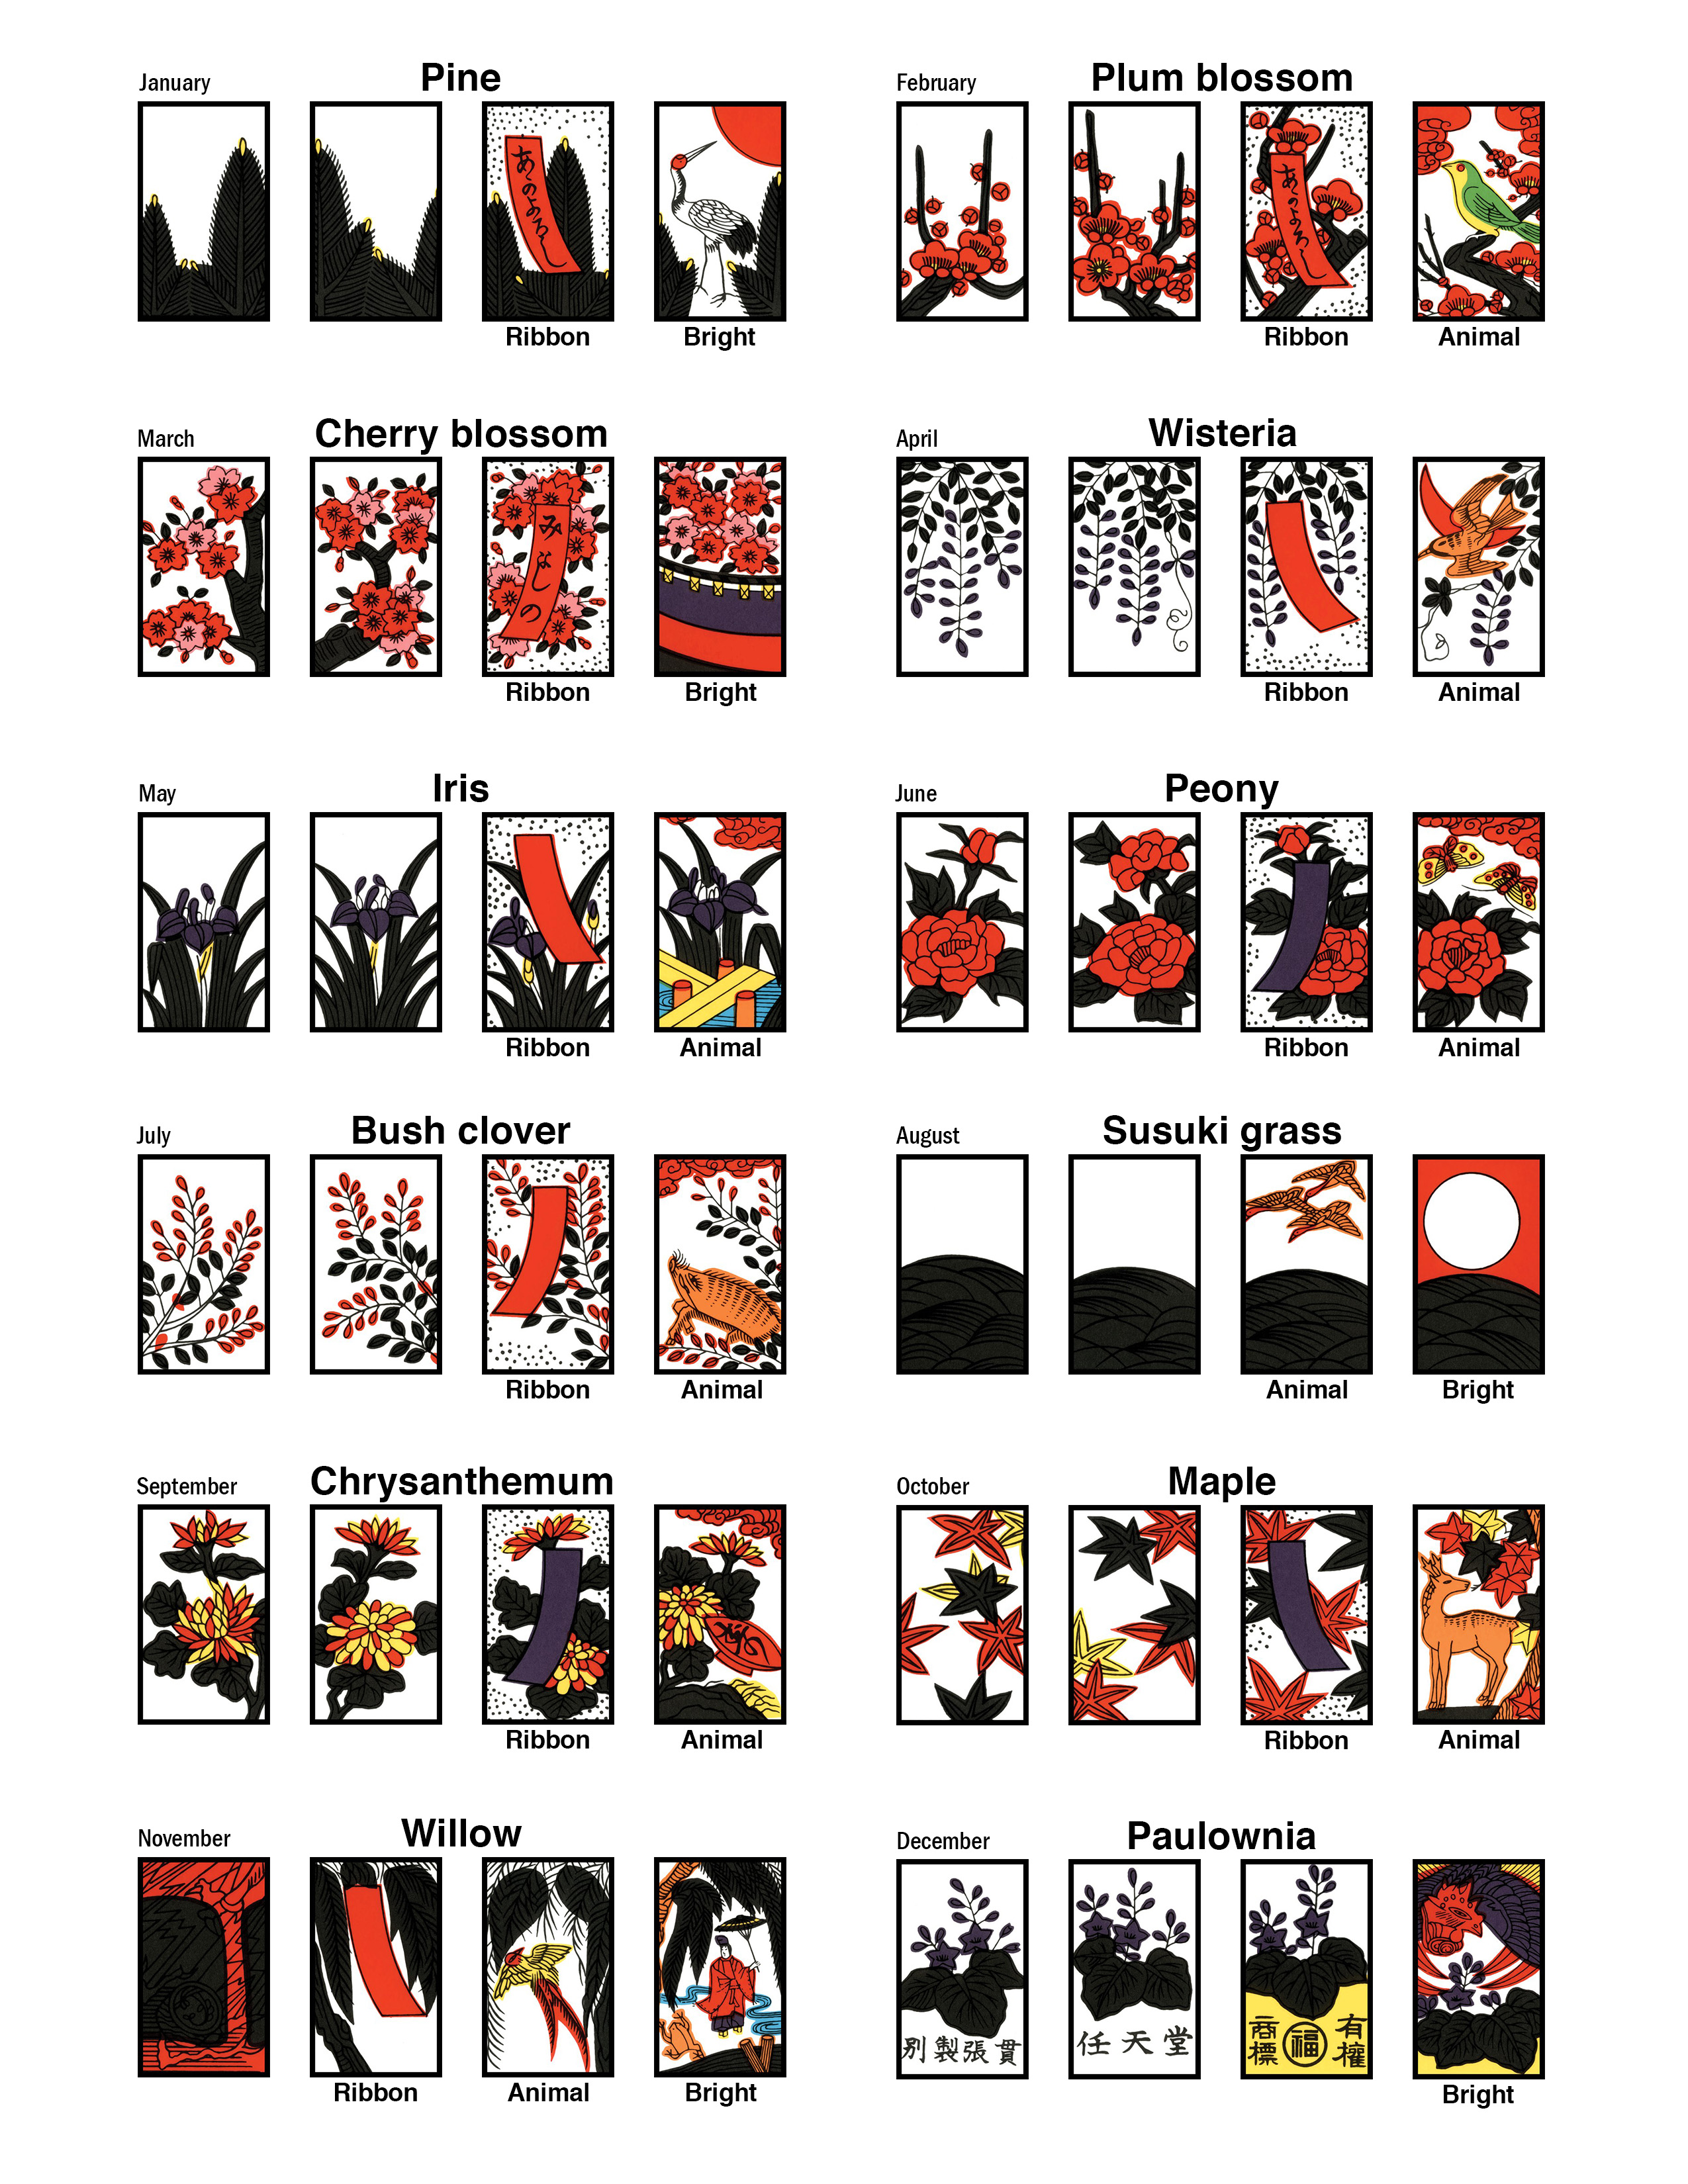 January
Pine
あのよろし
Ribbon
Bright
February
Plum blossom
あのよろし
Ribbon
Animal
March
Cherry blossom
みよしの
Ribbon
Bright
April
Wisteria
Ribbon
Animal
May
Iris
Ribbon
Animal
June
Peony
Ribbon
Animal
July
Bush clover
Ribbon
Animal
August
Susuki grass
Animal
Bright
September
Chrysanthemum
Ribbon
Animal
October
Maple
Ribbon
Animal
November
Willow
Ribbon
Animal
Bright
December
Paulownia
別製張貫
任天堂
商標
福
有權
Bright